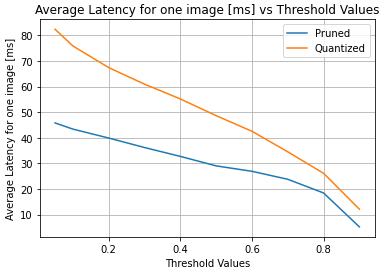 Average Latency for one image [ms] vs Threshold Values
Pruned
Quantized
Average Latency for one image [ms]
80
70
60
50
40
30
20
10
0.2 0.4 0.6 0.8
Threshold Values